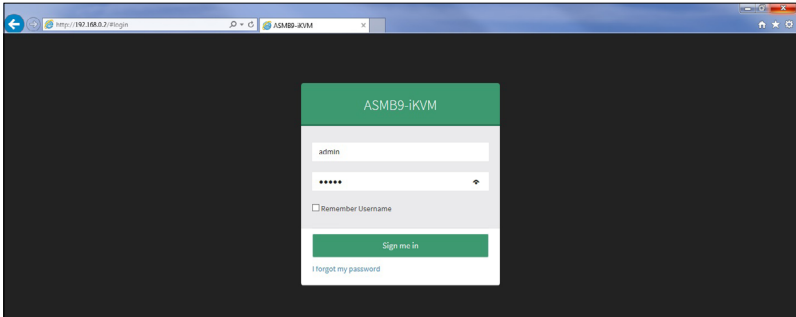 http://192.168.0.2/#login
ASMB9-iKVM
ASMB9-iKVM
admin
•••••
Remember Username
Sign me in
I forgot my password